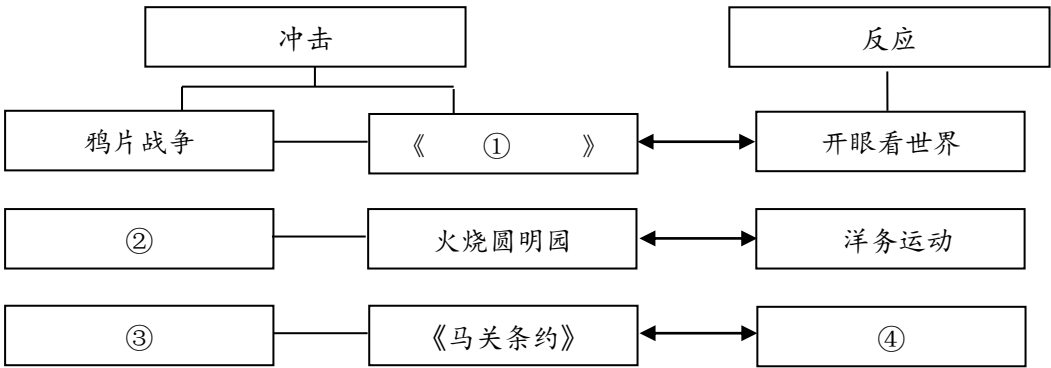 冲击
反应
鸦片战争
《 ① 》
开眼看世界
②
火烧圆明园
洋务运动
③
《马关条约》
④